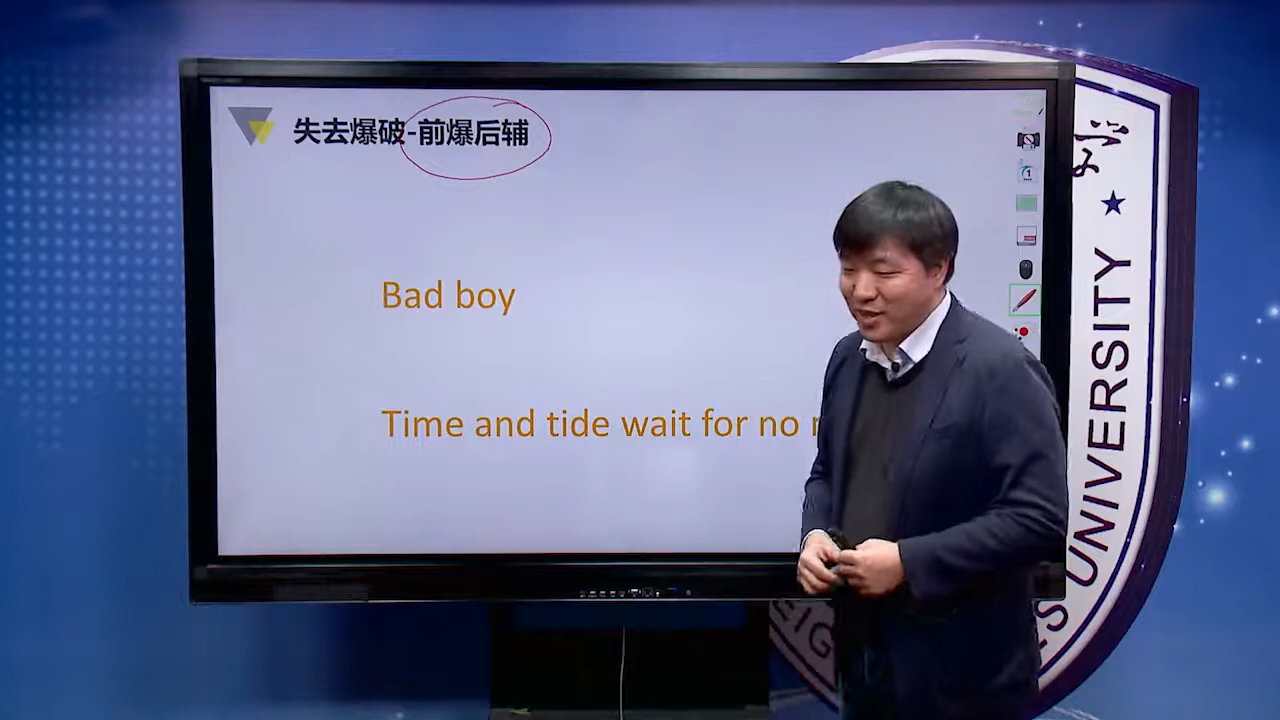 失去爆破-前爆后辅
Bad boy
Time and tide wait for no
UNIVERSITY